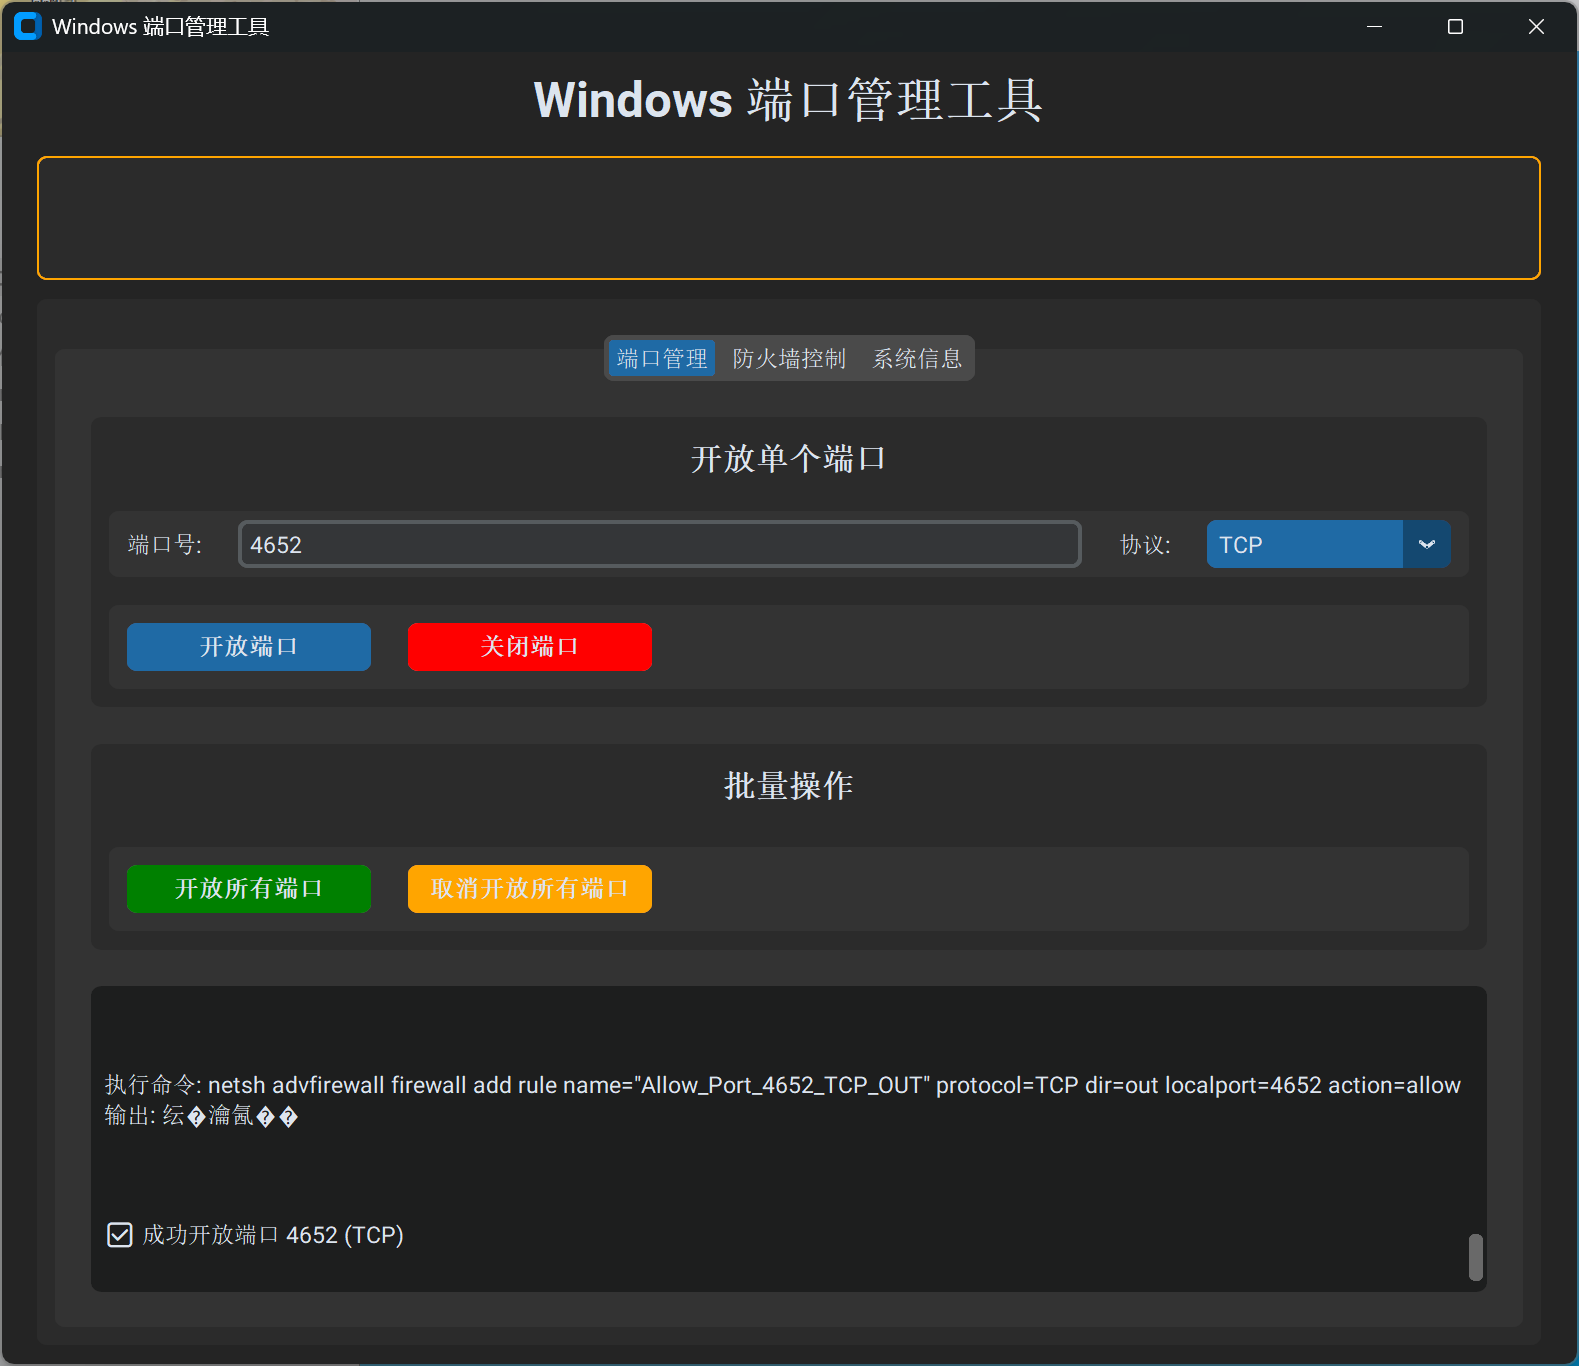 Windows 端口管理工具
Windows 端口管理工具
端口管理 防火墙控制 系统信息
开放单个端口
端口号: 4652 协议: TCP
开放端口 关闭端口
批量操作
开放所有端口 取消开放所有端口
执行命令: netsh advfirewall firewall add rule name="Allow_Port_4652_TCP_OUT" protocol=TCP dir=out localport=4652 action=allow
输出: 纭�瀹氥��
成功开放端口 4652 (TCP)